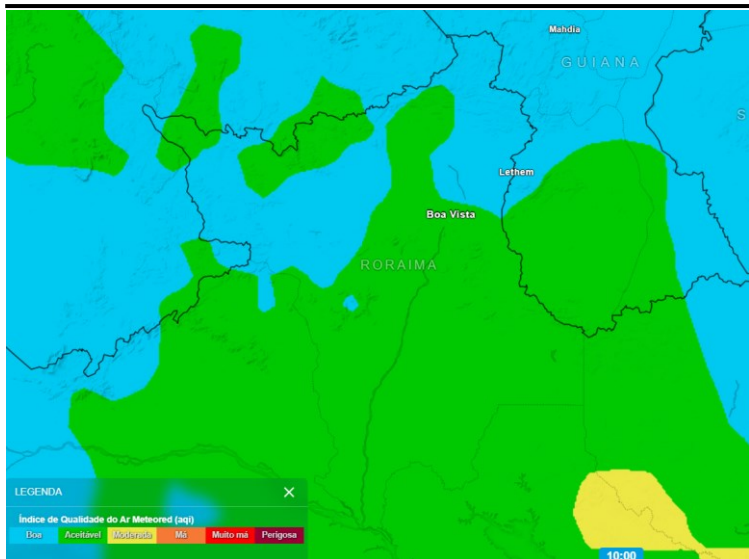 Mahdia
GUIANA
S
Lethem
Boa Vista
RORAIMA
LEGENDA
Índice de Qualidade do Ar Meteored (aqi)
Boa Aceitável Moderada Má Muito má Perigosa
10:00